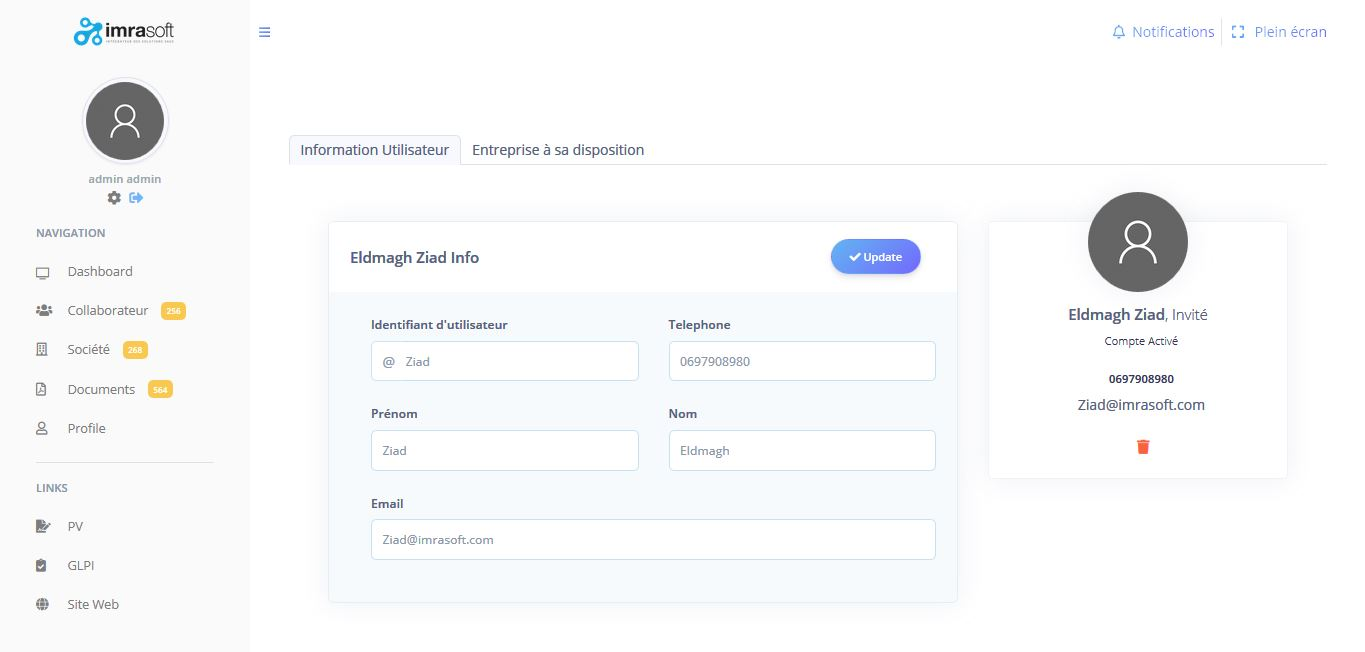 imrasoft
Notifications
Plein écran
admin admin
NAVIGATION
Dashboard
Collaborateur 256
Société 268
Documents 564
Profile
LINKS
PV
GLPI
Site Web
Information Utilisateur
Entreprise à sa disposition
Eldmagh Ziad Info
Update
Identifiant d'utilisateur
@ Ziad
Telephone
0697908980
Prénom
Ziad
Nom
Eldmagh
Email
Ziad@imrasoft.com
Eldmagh Ziad, Invité
Compte Activé
0697908980
Ziad@imrasoft.com